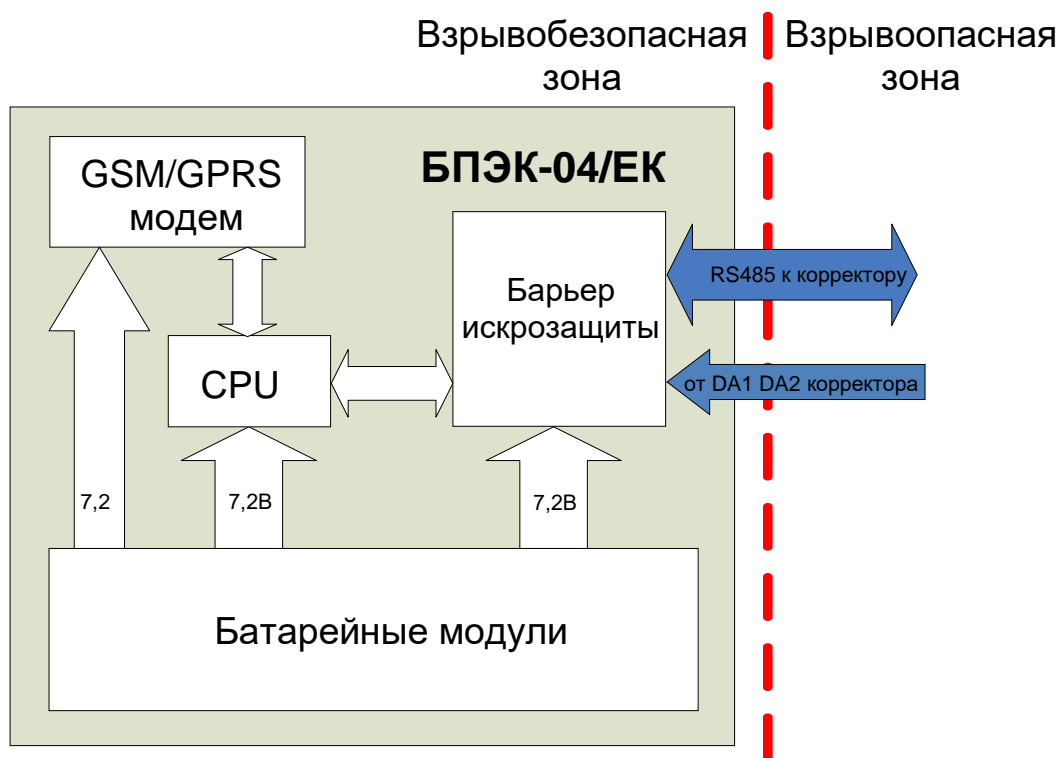 Взрывобезопасная
зона
Взрывоопасная
зона
БПЭК-04/ЕК
GSM/GPRS
модем
Барьер
искрозащиты
RS485 к корректору
CPU
от DA1 DA2 корректора
7,2
7,2В
7,2В
Батарейные модули